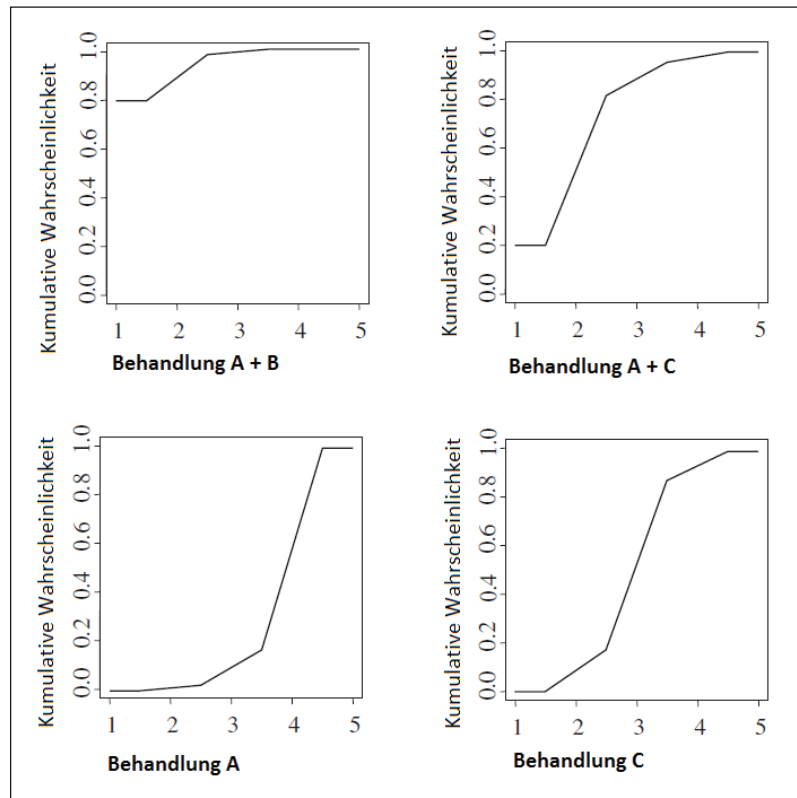 Kumulative Wahrscheinlichkeit
0.0 0.2 0.4 0.6 0.8 1.0
1 2 3 4 5
Behandlung A + B
Kumulative Wahrscheinlichkeit
0.0 0.2 0.4 0.6 0.8 1.0
1 2 3 4 5
Behandlung A + C
Kumulative Wahrscheinlichkeit
0.0 0.2 0.4 0.6 0.8 1.0
1 2 3 4 5
Behandlung A
Kumulative Wahrscheinlichkeit
0.0 0.2 0.4 0.6 0.8 1.0
1 2 3 4 5
Behandlung C